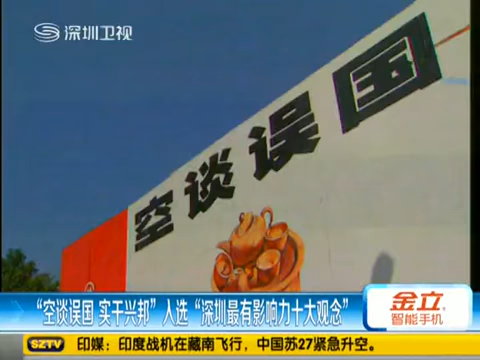 深圳卫视
空谈误国
“空谈误国 实干兴邦”入选“深圳最有影响力十大观念”
金立
智能手机
SZTV 印媒：印度战机在藏南飞行，中国苏27紧急升空。